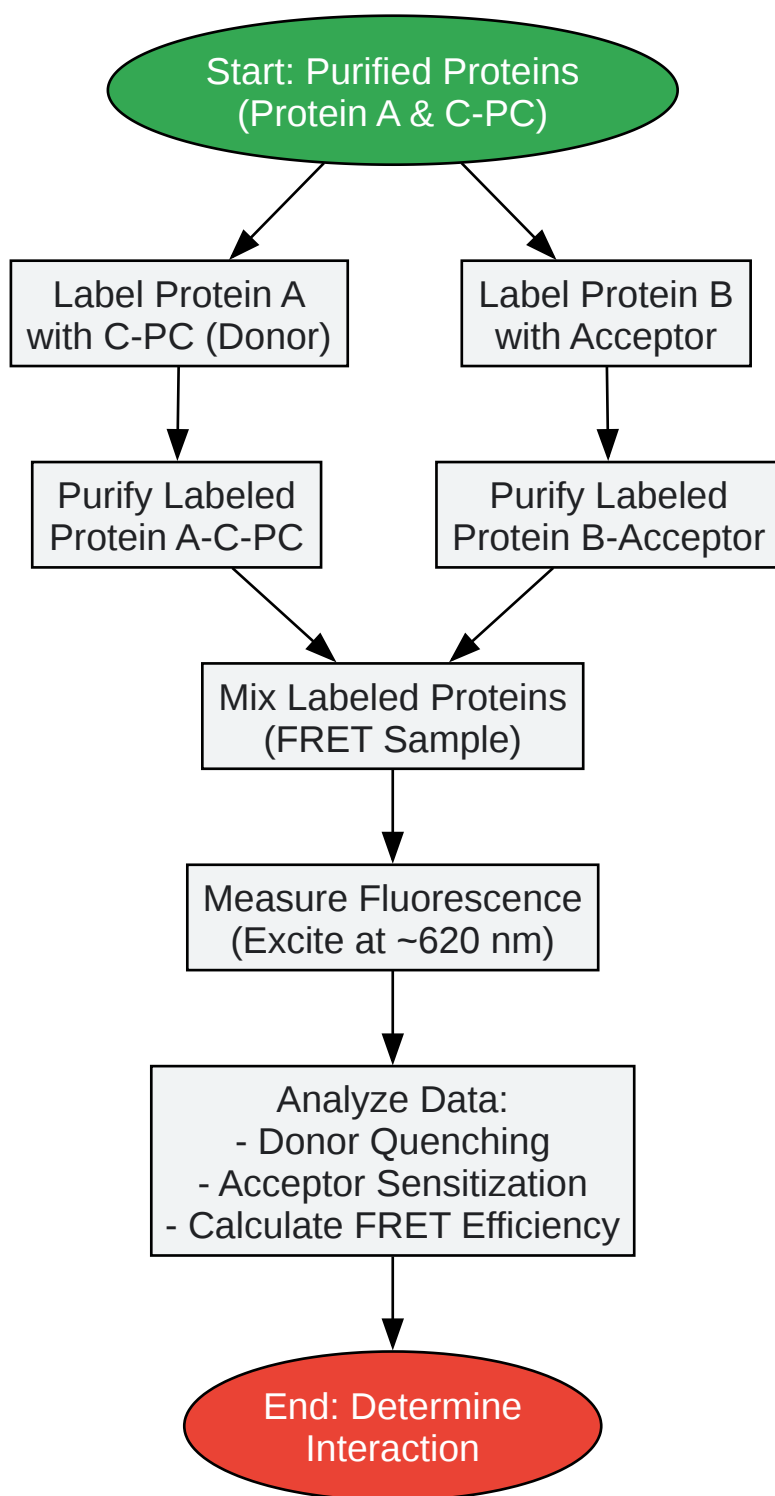 Start: Purified Proteins
(Protein A & C-PC)
Label Protein A
with C-PC (Donor)
Label Protein B
with Acceptor
Purify Labeled
Protein A-C-PC
Purify Labeled
Protein B-Acceptor
Mix Labeled Proteins
(FRET Sample)
Measure Fluorescence
(Excite at ~620 nm)
Analyze Data:
- Donor Quenching
- Acceptor Sensitization
- Calculate FRET Efficiency
End: Determine
Interaction